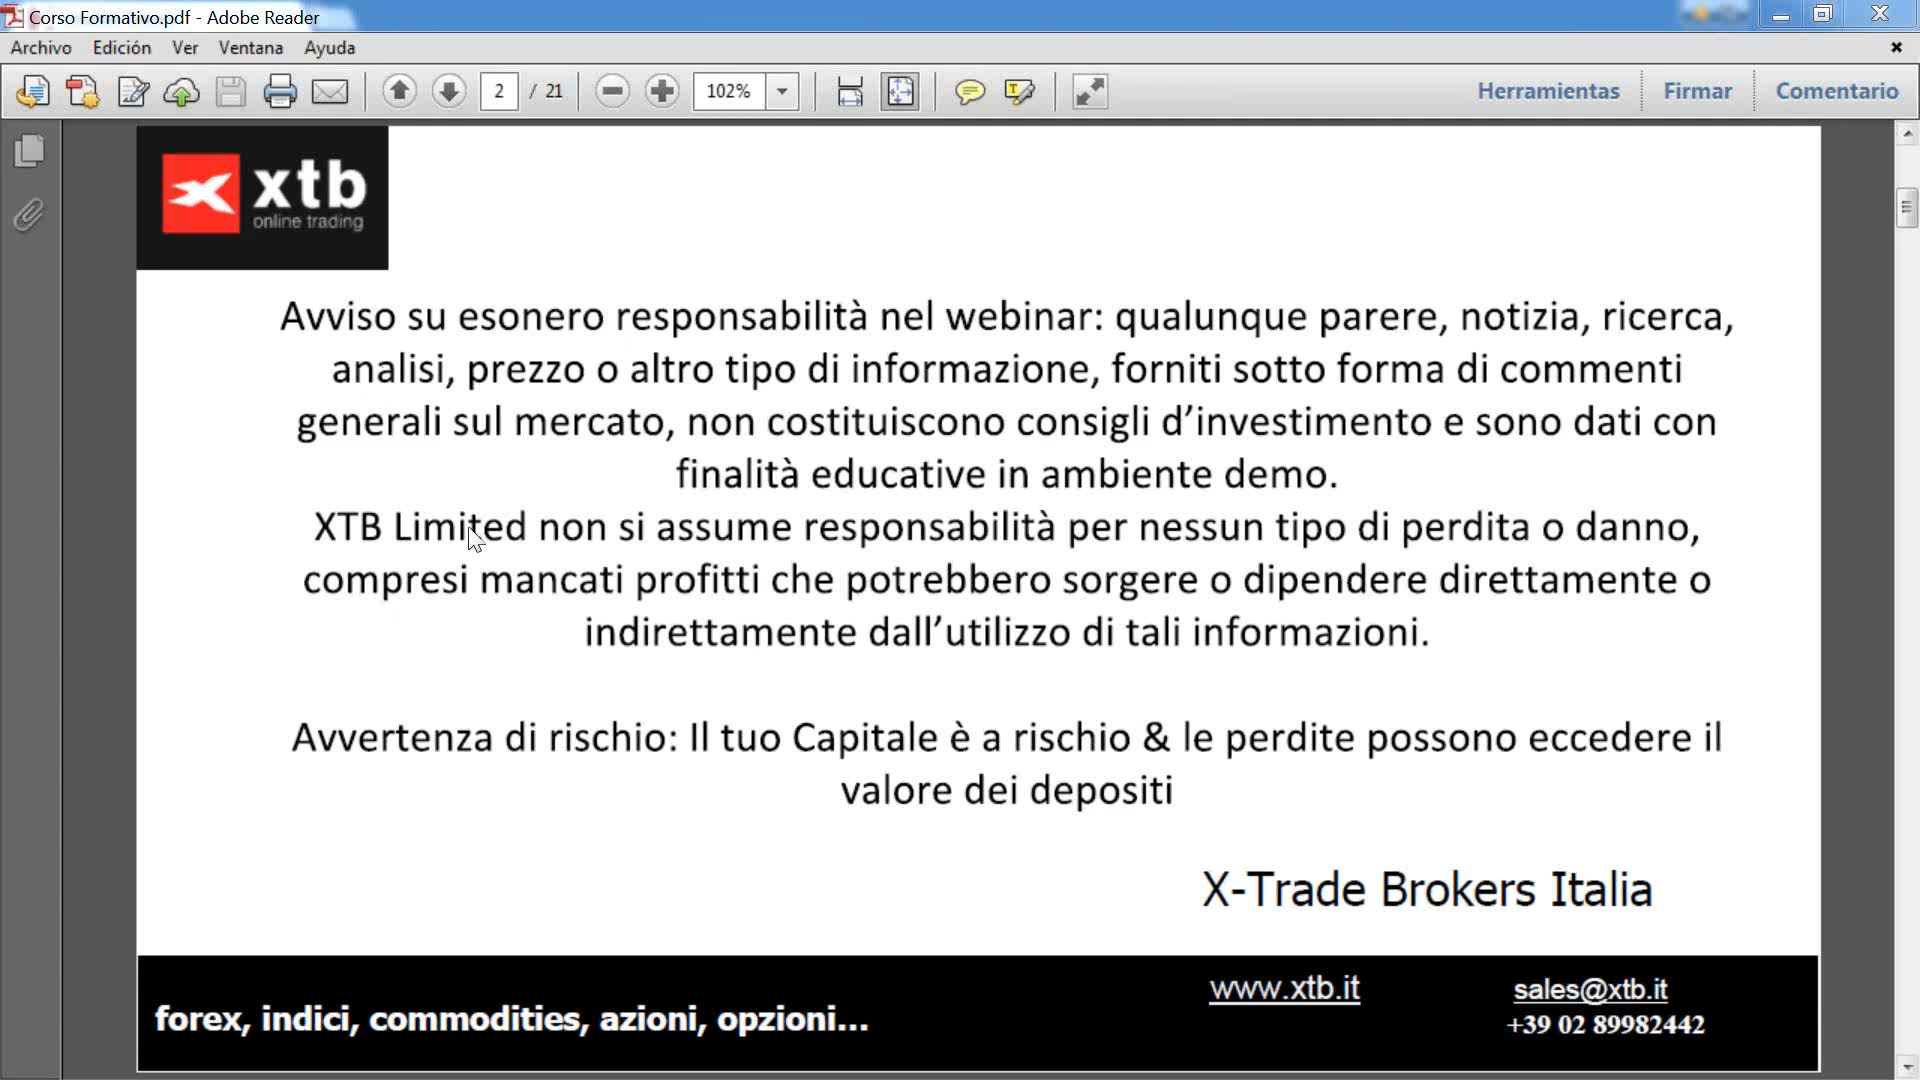 Corso Formativo.pdf - Adobe Reader
Archivo Edición Ver Ventana Ayuda
2 / 21 102% Herramientas Firmar Comentario
xtb
online trading
Avviso su esonero responsabilità nel webinar: qualunque parere, notizia, ricerca,
analisi, prezzo o altro tipo di informazione, forniti sotto forma di commenti
generali sul mercato, non costituiscono consigli d’investimento e sono dati con
finalità educative in ambiente demo.
XTB Limited non si assume responsabilità per nessun tipo di perdita o danno,
compresi mancati profitti che potrebbero sorgere o dipendere direttamente o
indirettamente dall’utilizzo di tali informazioni.
Avvertenza di rischio: Il tuo Capitale è a rischio & le perdite possono eccedere il
valore dei depositi
X-Trade Brokers Italia
forex, indici, commodities, azioni, opzioni...
www.xtb.it
sales@xtb.it
+39 02 89982442